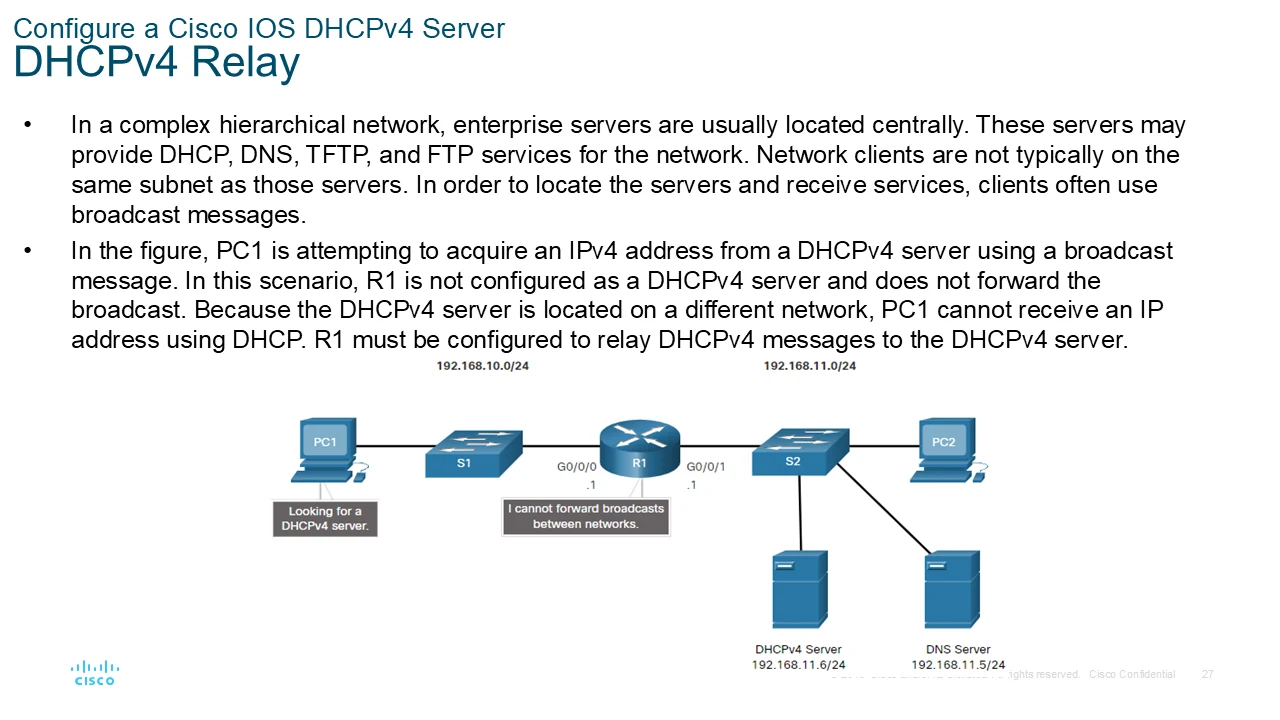 Configure a Cisco IOS DHCPv4 Server
DHCPv4 Relay
• In a complex hierarchical network, enterprise servers are usually located centrally. These servers may
provide DHCP, DNS, TFTP, and FTP services for the network. Network clients are not typically on the
same subnet as those servers. In order to locate the servers and receive services, clients often use
broadcast messages.
• In the figure, PC1 is attempting to acquire an IPv4 address from a DHCPv4 server using a broadcast
message. In this scenario, R1 is not configured as a DHCPv4 server and does not forward the
broadcast. Because the DHCPv4 server is located on a different network, PC1 cannot receive an IP
address using DHCP. R1 must be configured to relay DHCPv4 messages to the DHCPv4 server.
192.168.10.0/24
192.168.11.0/24
PC1
S1
G0/0/0
.1
R1
G0/0/1
.1
S2
PC2
Looking for a
DHCPv4 server.
I cannot forward broadcasts
between networks.
DHCPv4 Server
192.168.11.6/24
DNS Server
192.168.11.5/24
CISCO
reserved. Cisco Confidential
27